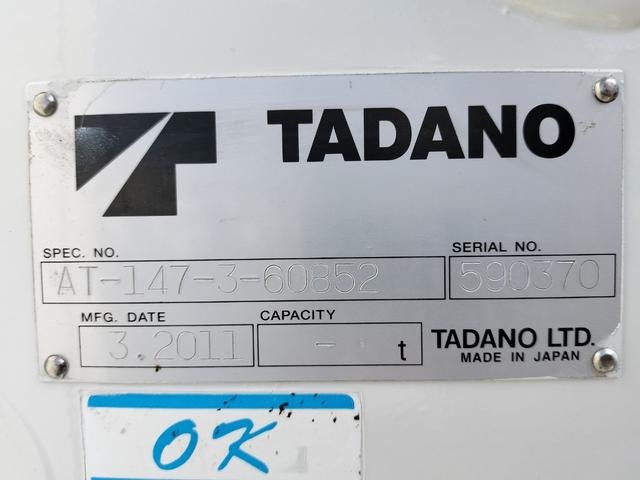 TADANO
SPEC. NO.
SERIAL NO.
AT-147-3-60852
590370
MFG. DATE
CAPACITY
3.2011
- t
TADANO LTD.
MADE IN JAPAN
OK